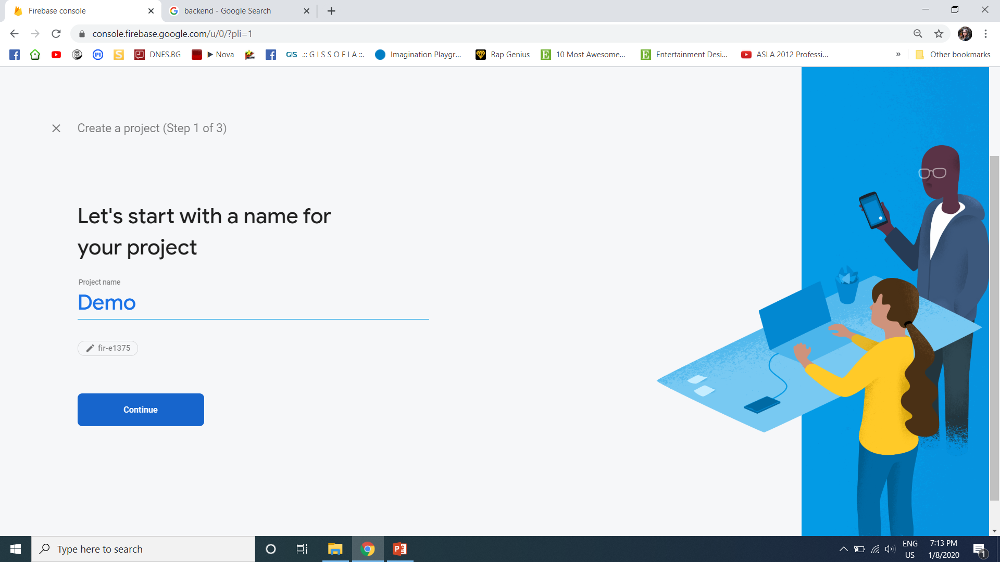 Firebase console
backend - Google Search
console.firebase.google.com/u/0/?pli=1
DNES.BG
Nova
GIS .:: G I S S O F I A ::.
Imagination Playgr...
Rap Genius
10 Most Awesome...
Entertainment Desi...
ASLA 2012 Professi...
» Other bookmarks
Create a project (Step 1 of 3)
Let's start with a name for
your project
Project name
Demo
fir-e1375
Continue
Type here to search
ENG
US
7:13 PM
1/8/2020
1